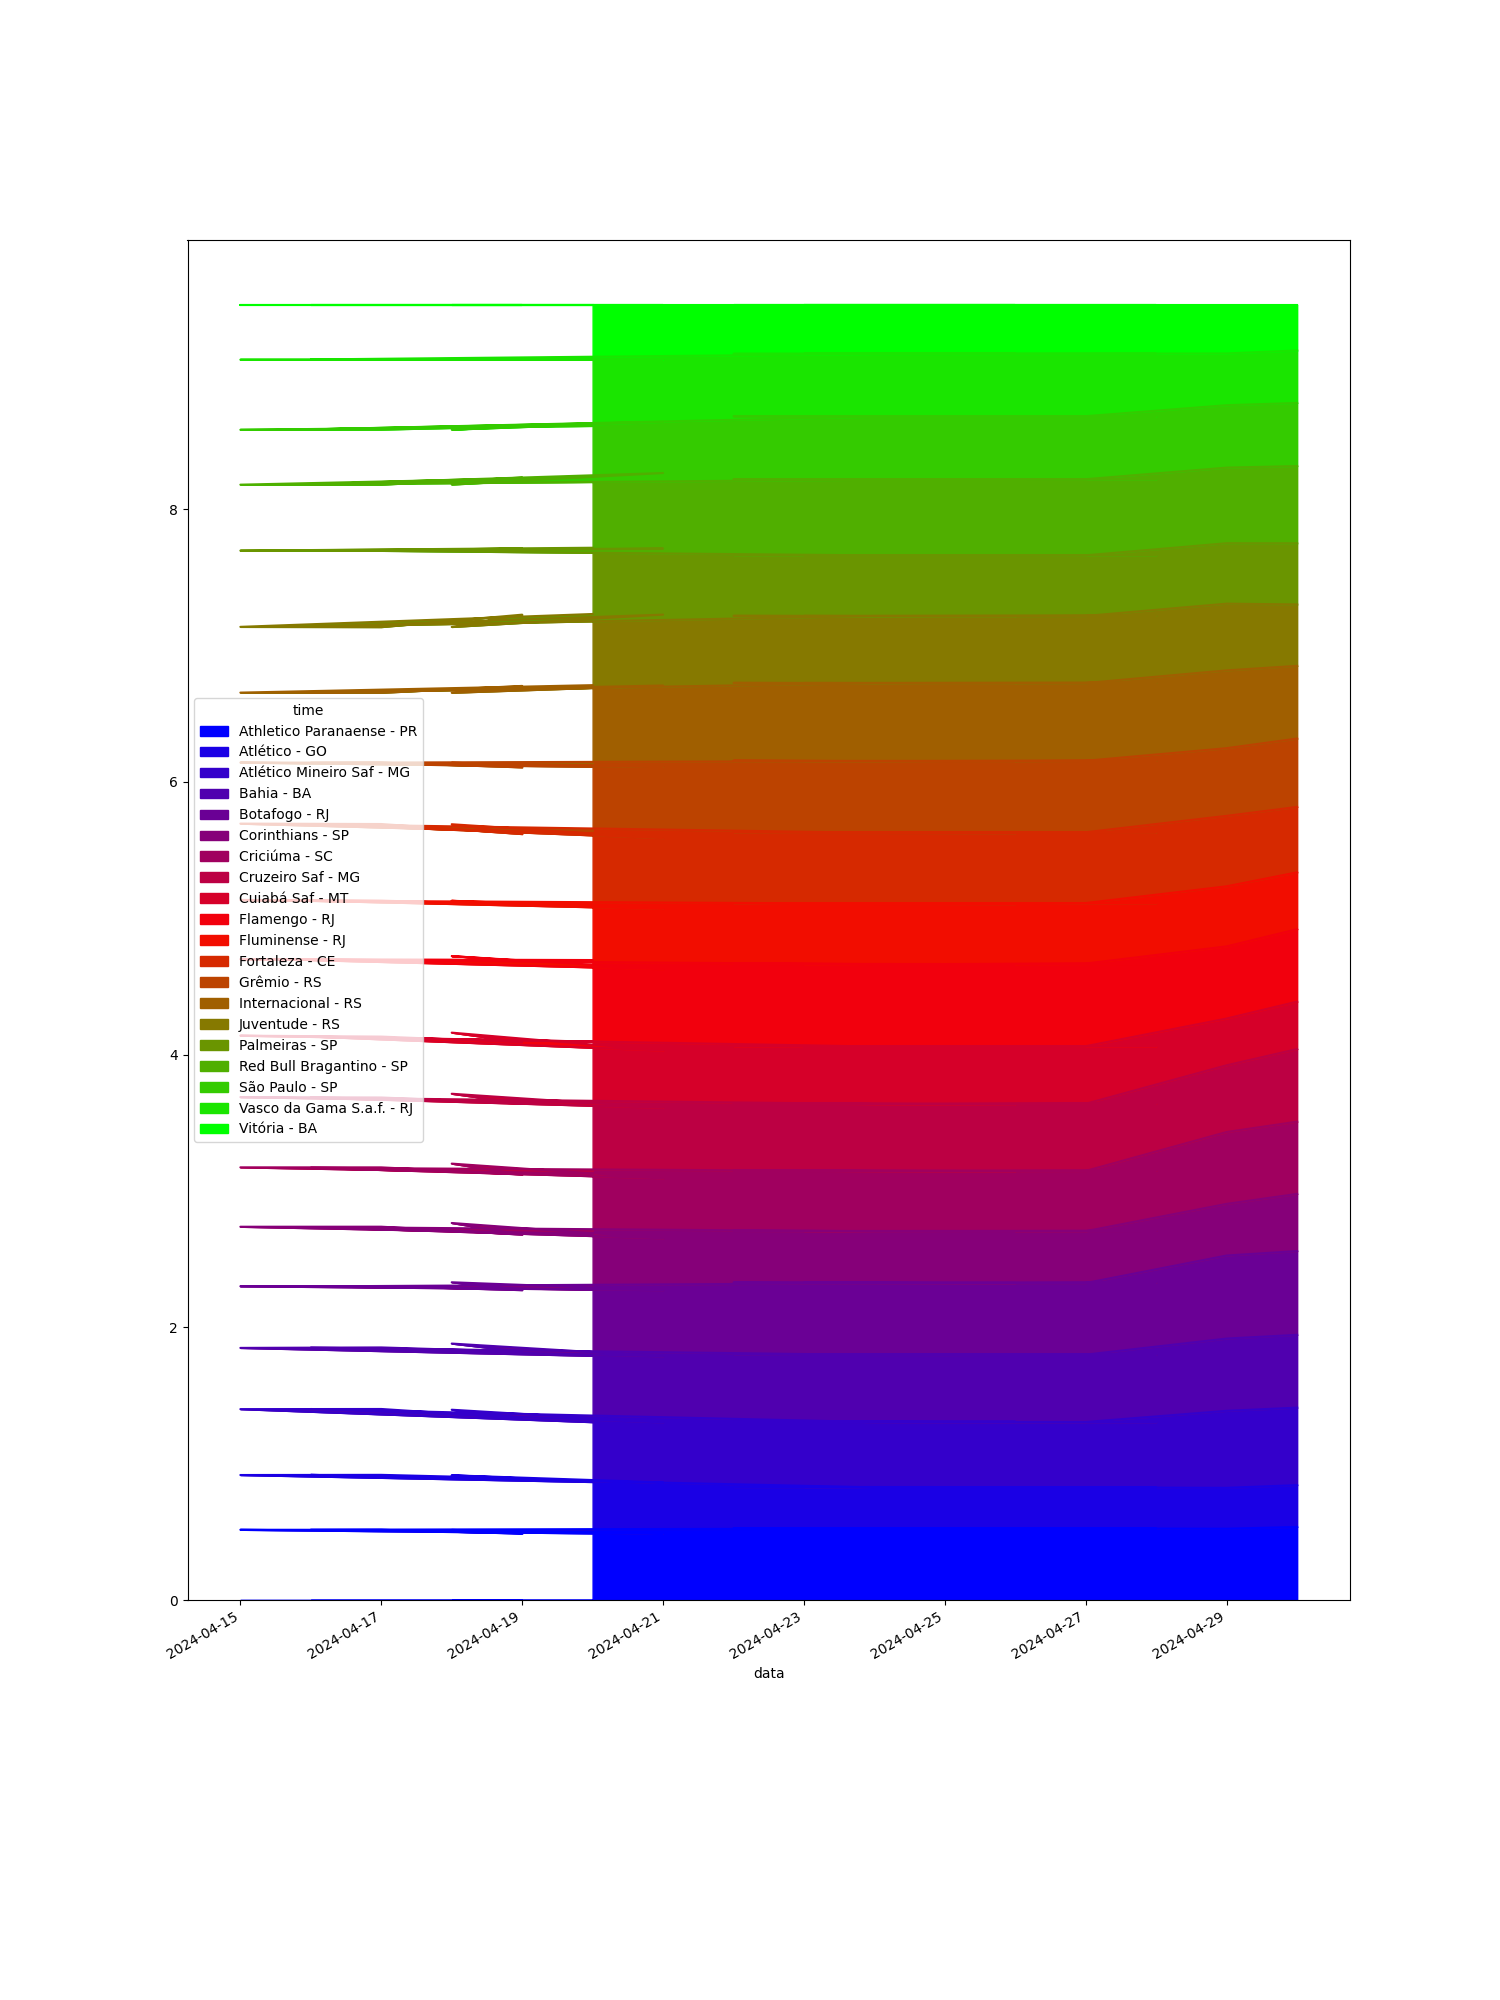 8
6
4
2
0
time
Athletico Paranaense - PR
Atlético - GO
Atlético Mineiro Saf - MG
Bahia - BA
Botafogo - RJ
Corinthians - SP
Criciúma - SC
Cruzeiro Saf - MG
Cuiabá Saf - MT
Flamengo - RJ
Fluminense - RJ
Fortaleza - CE
Grêmio - RS
Internacional - RS
Juventude - RS
Palmeiras - SP
Red Bull Bragantino - SP
São Paulo - SP
Vasco da Gama S.a.f. - RJ
Vitória - BA
2024-04-15
2024-04-17
2024-04-19
2024-04-21
2024-04-23
2024-04-25
2024-04-27
2024-04-29
data